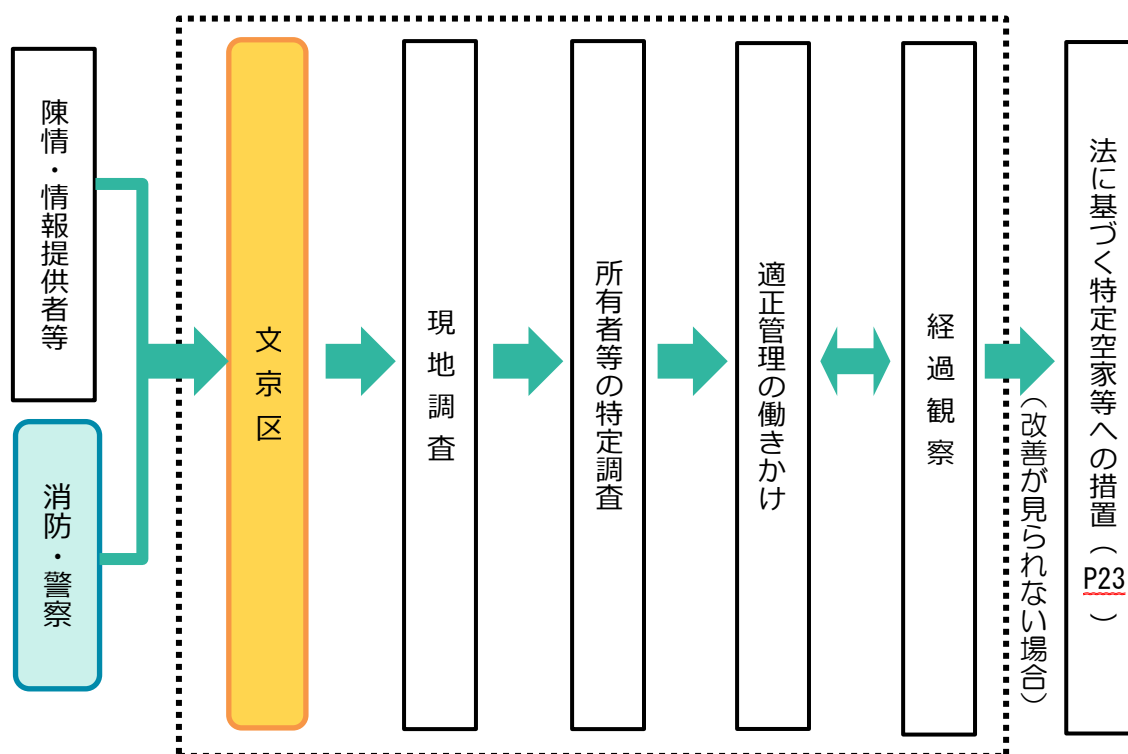 陳情・情報提供者等
消防・警察
文京区
現地調査
所有者等の特定調査
適正管理の働きかけ
経過観察
（改善が見られない場合）
法に基づく特定空家等への措置（P23）